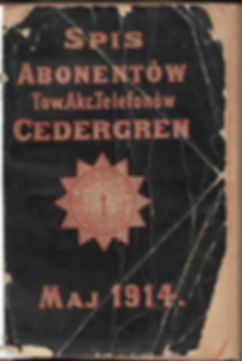 SPIS
ABONENTÓW
Tow.Akc.Telefonów
CEDERGREN
MAJ 1914.